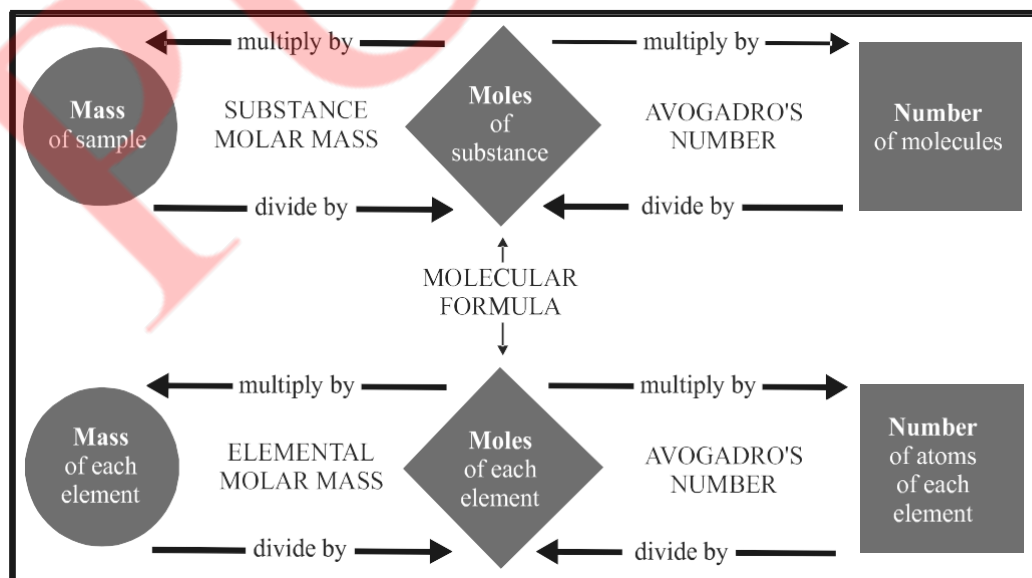 multiply by
multiply by
Mass
of sample
SUBSTANCE
MOLAR MASS
Moles
of
substance
AVOGADRO'S
NUMBER
Number
of molecules
divide by
divide by
MOLECULAR
FORMULA
multiply by
multiply by
Mass
of each
element
ELEMENTAL
MOLAR MASS
Moles
of each
element
AVOGADRO'S
NUMBER
Number
of atoms
of each
element
divide by
divide by